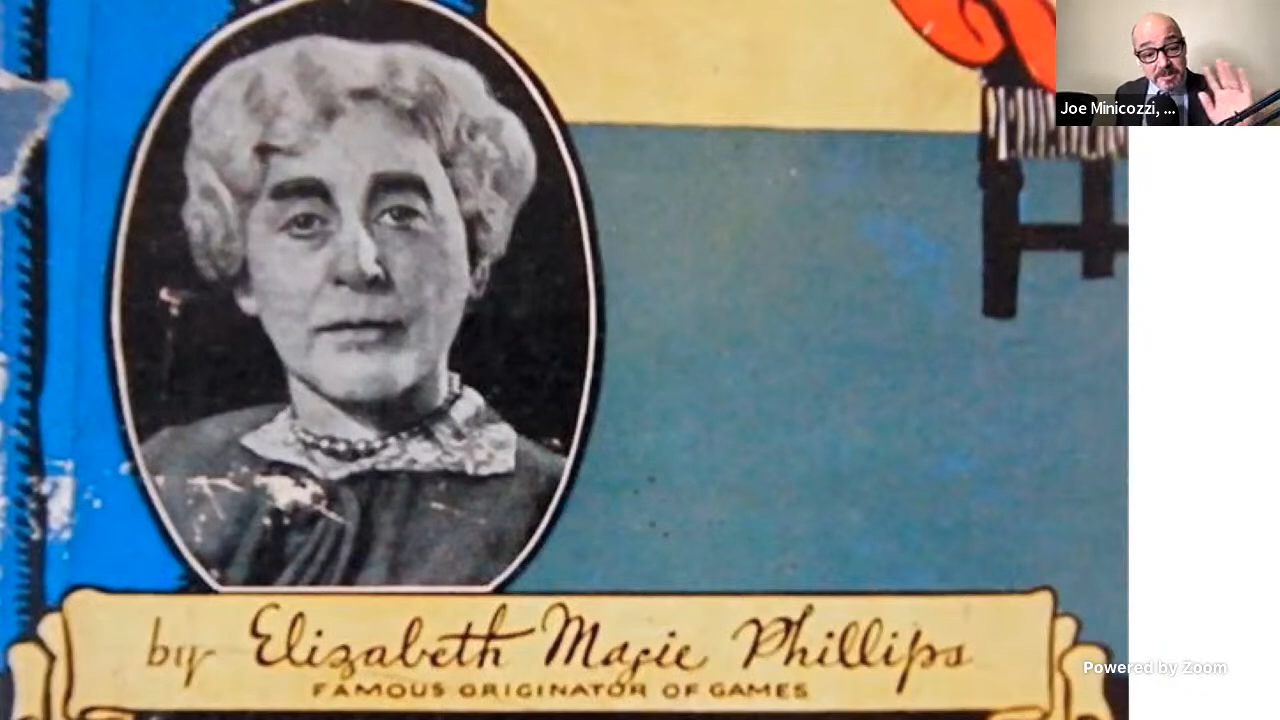 Joe Minicozzi, ...
by Elizabeth Magie Phillips
FAMOUS ORIGINATOR OF GAMES
Powered by Zoom